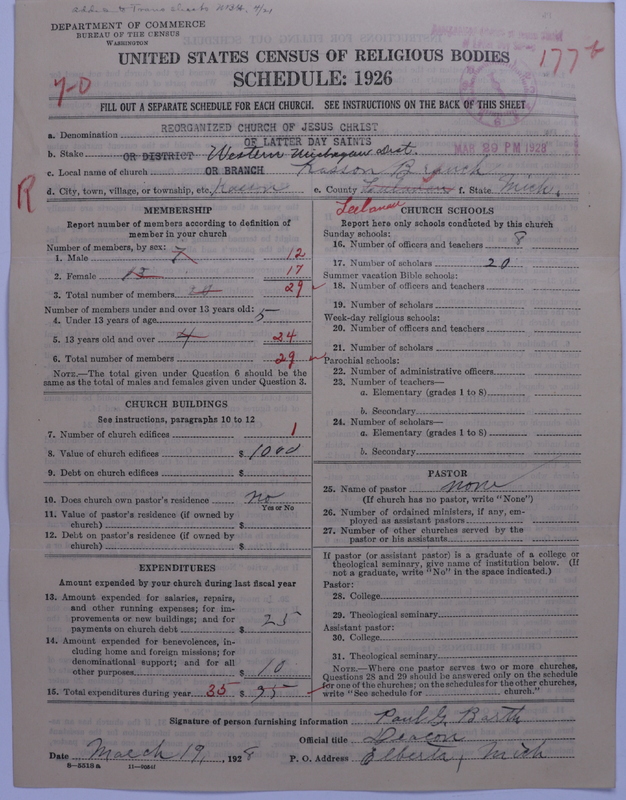 DEPARTMENT OF COMMERCE
BUREAU OF THE CENSUS
WASHINGTON
177
UNITED STATES CENSUS OF RELIGIOUS BODIES
SCHEDULE: 1926
7-0
FILL OUT A SEPARATE SCHEDULE FOR EACH CHURCH. SEE INSTRUCTIONS ON THE BACK OF THIS SHEET
REORGANIZED CHURCH OF JESUS CHRIST
a. Denomination
OF LATTER DAY SAINTS
MAR 29 PM 1928
b. Stake OR DISTRICT Western Michigan Dist.
c. Local name of church OR BRANCH Kasson Branch
d. City, town, village, or township, etc. Kasson e. County Leelanau f. State Mich.
R
Leelanau
MEMBERSHIP
Report number of members according to definition of
member in your church
Number of members, by sex:
1. Male 7 12
2. Female 17
3. Total number of members 29
Number of members under and over 13 years old:
4. Under 13 years of age 5
5. 13 years old and over 4 24
6. Total number of members 29
NOTE.—The total given under Question 6 should be the
same as the total of males and females given under Question 3.
CHURCH BUILDINGS
See instructions, paragraphs 10 to 12
7. Number of church edifices 1
8. Value of church edifices $ 1000
9. Debt on church edifices $
10. Does church own pastor's residence No
Yes or No
11. Value of pastor's residence (if owned by
church) $
12. Debt on pastor's residence (if owned by
church) $
EXPENDITURES
Amount expended by your church during last fiscal year
13. Amount expended for salaries, repairs,
and other running expenses; for im-
provements or new buildings; and for
payments on church debt $ 25
14. Amount expended for benevolences, in-
cluding home and foreign missions; for
denominational support; and for all
other purposes $ 10
15. Total expenditures during year 35 $ 35
CHURCH SCHOOLS
Report here only schools conducted by this church
Sunday schools:
16. Number of officers and teachers 8
17. Number of scholars 20
Summer vacation Bible schools:
18. Number of officers and teachers
19. Number of scholars
Week-day religious schools:
20. Number of officers and teachers
21. Number of scholars
Parochial schools:
22. Number of administrative officers
23. Number of teachers—
a. Elementary (grades 1 to 8)
b. Secondary
24. Number of scholars—
a. Elementary (grades 1 to 8)
b. Secondary
PASTOR
25. Name of pastor none
(If church has no pastor, write "None")
26. Number of ordained ministers, if any, em-
ployed as assistant pastors
27. Number of other churches served by the
pastor or his assistants
If pastor (or assistant pastor) is a graduate of a college or
theological seminary, give name of institution below. (If
not a graduate, write "No" in the space indicated.)
Pastor:
28. College
29. Theological seminary
Assistant pastor:
30. College
31. Theological seminary
NOTE.—Where one pastor serves two or more churches,
Questions 28 and 29 should be answered only on the schedule
for one of the churches; on the schedules for the other churches,
write "See schedule for church."
Signature of person furnishing information Paul G. Barth
Official title Deacon
Date March 19, 1928 P. O. Address Elberta, Mich
8—5518a